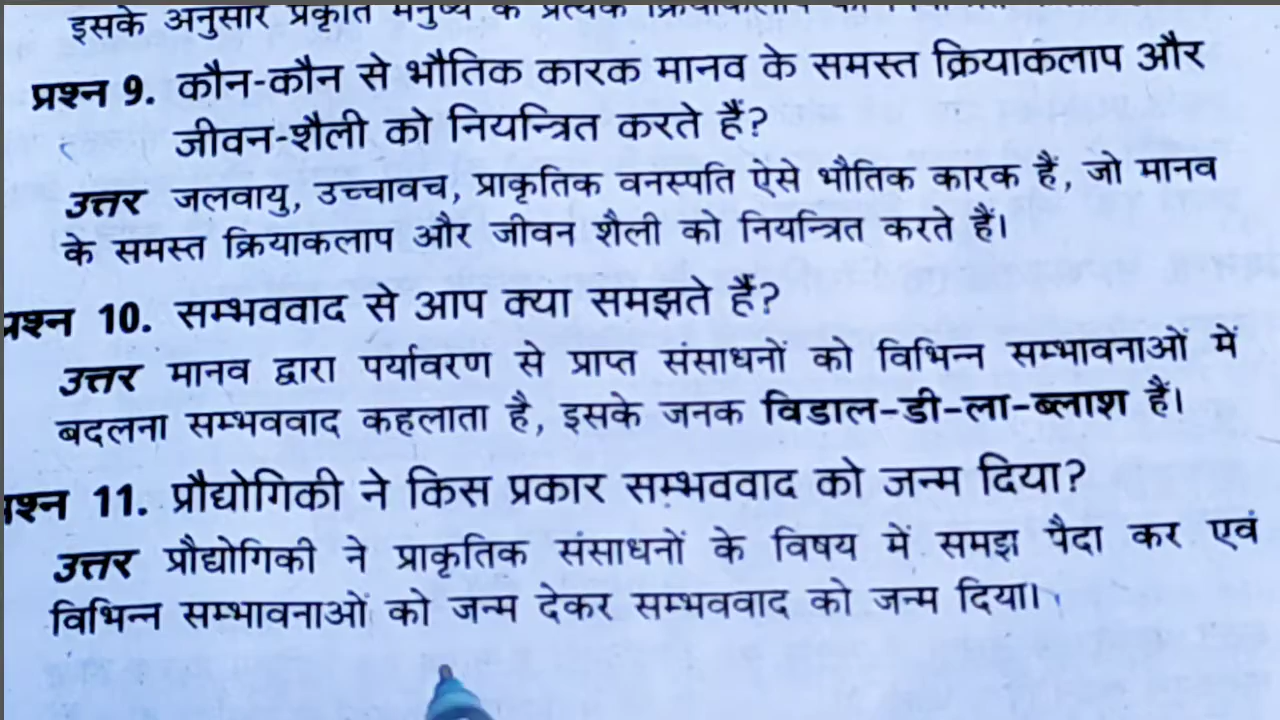 इसके अनुसार प्रकृति मनुष्य के प्रत्येक
प्रश्न 9. कौन-कौन से भौतिक कारक मानव के समस्त क्रियाकलाप और
जीवन-शैली को नियन्त्रित करते हैं?
उत्तर जलवायु, उच्चावच, प्राकृतिक वनस्पति ऐसे भौतिक कारक हैं, जो मानव
के समस्त क्रियाकलाप और जीवन शैली को नियन्त्रित करते हैं।
प्रश्न 10. सम्भववाद से आप क्या समझते हैं?
उत्तर मानव द्वारा पर्यावरण से प्राप्त संसाधनों को विभिन्न सम्भावनाओं में
बदलना सम्भववाद कहलाता है, इसके जनक विडाल-डी-ला-ब्लाश हैं।
प्रश्न 11. प्रौद्योगिकी ने किस प्रकार सम्भववाद को जन्म दिया?
उत्तर प्रौद्योगिकी ने प्राकृतिक संसाधनों के विषय में समझ पैदा कर एवं
विभिन्न सम्भावनाओं को जन्म देकर सम्भववाद को जन्म दिया।